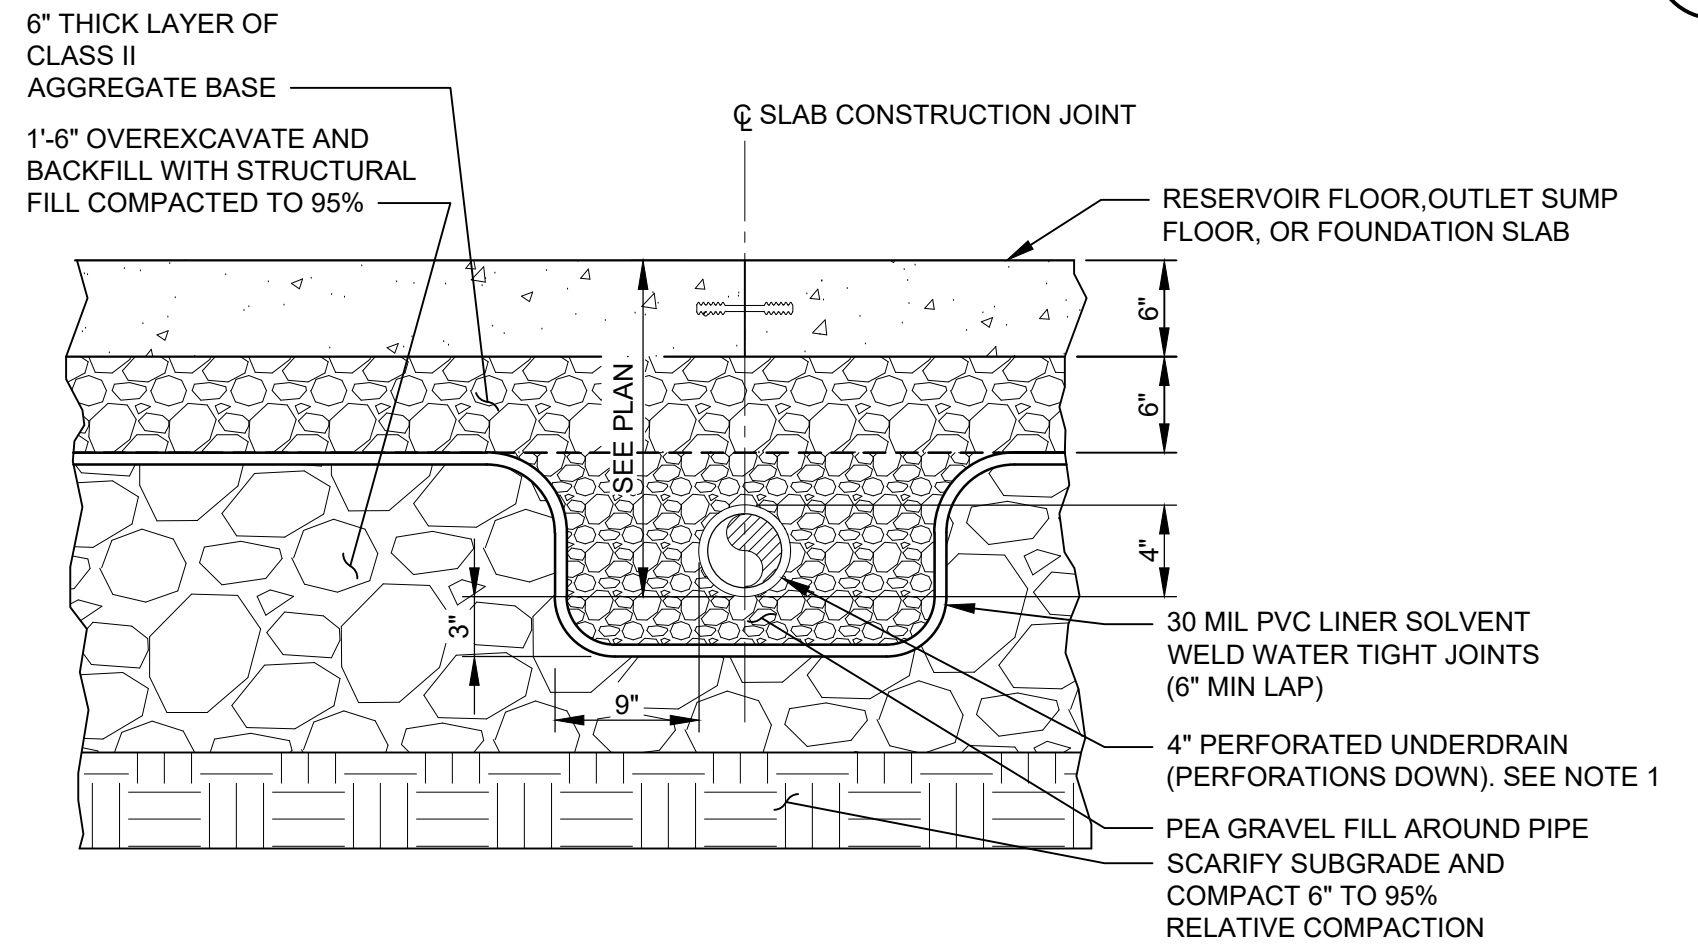 6" THICK LAYER OF
CLASS II
AGGREGATE BASE
1'-6" OVEREXCAVATE AND
BACKFILL WITH STRUCTURAL
FILL COMPACTED TO 95%
℄ SLAB CONSTRUCTION JOINT
RESERVOIR FLOOR,OUTLET SUMP
FLOOR, OR FOUNDATION SLAB
6"
6"
SEE PLAN
4"
3"
9"
30 MIL PVC LINER SOLVENT
WELD WATER TIGHT JOINTS
(6" MIN LAP)
4" PERFORATED UNDERDRAIN
(PERFORATIONS DOWN). SEE NOTE 1
PEA GRAVEL FILL AROUND PIPE
SCARIFY SUBGRADE AND
COMPACT 6" TO 95%
RELATIVE COMPACTION